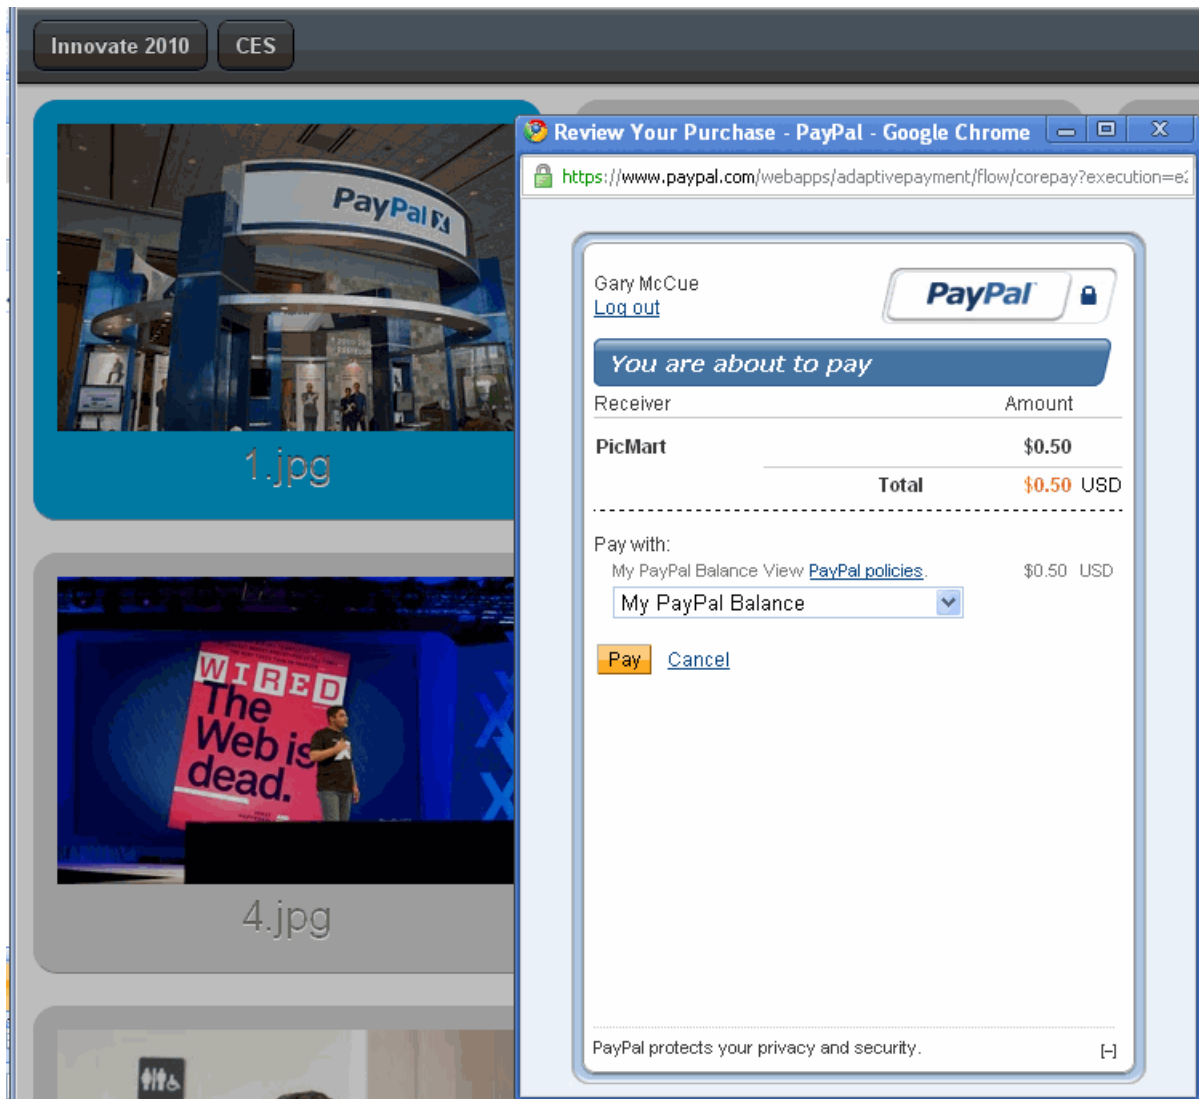 Innovate 2010 CES
PayPal X
1.jpg
WIRED
The
Web is
dead.
4.jpg
Review Your Purchase - PayPal - Google Chrome
https://www.paypal.com/webapps/adaptivepayment/flow/corepay?execution=e2
Gary McCue
Log out
PayPal
You are about to pay
Receiver Amount
PicMart $0.50
Total $0.50 USD
Pay with:
My PayPal Balance View PayPal policies. $0.50 USD
My PayPal Balance
Pay Cancel
PayPal protects your privacy and security. [-]